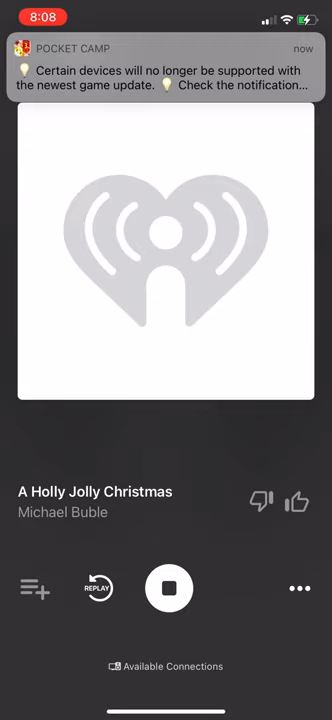 8:08
POCKET CAMP
now
💡 Certain devices will no longer be supported with
the newest game update. 💡 Check the notification...
A Holly Jolly Christmas
Michael Buble
REPLAY
Available Connections